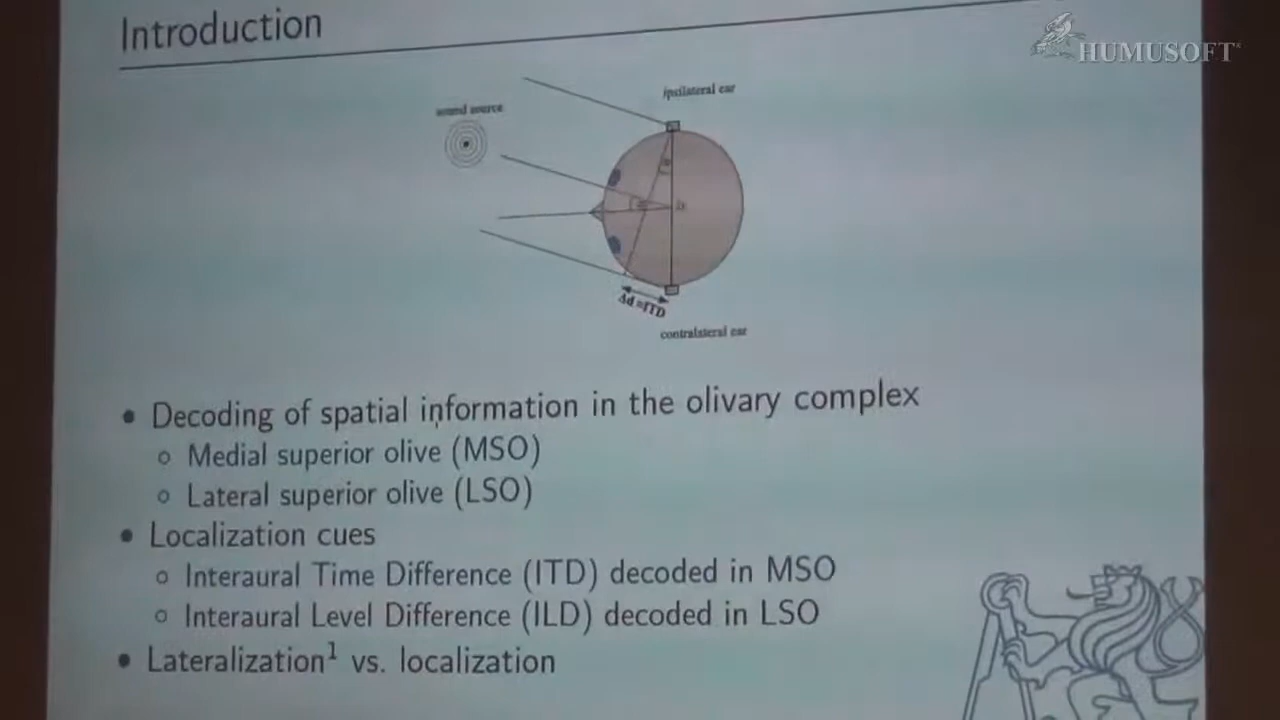 Introduction
HUMUSOFT
ipsilateral ear
sound source
Δd ≈ITD
contralateral ear
• Decoding of spatial information in the olivary complex
○ Medial superior olive (MSO)
○ Lateral superior olive (LSO)
• Localization cues
○ Interaural Time Difference (ITD) decoded in MSO
○ Interaural Level Difference (ILD) decoded in LSO
• Lateralization¹ vs. localization